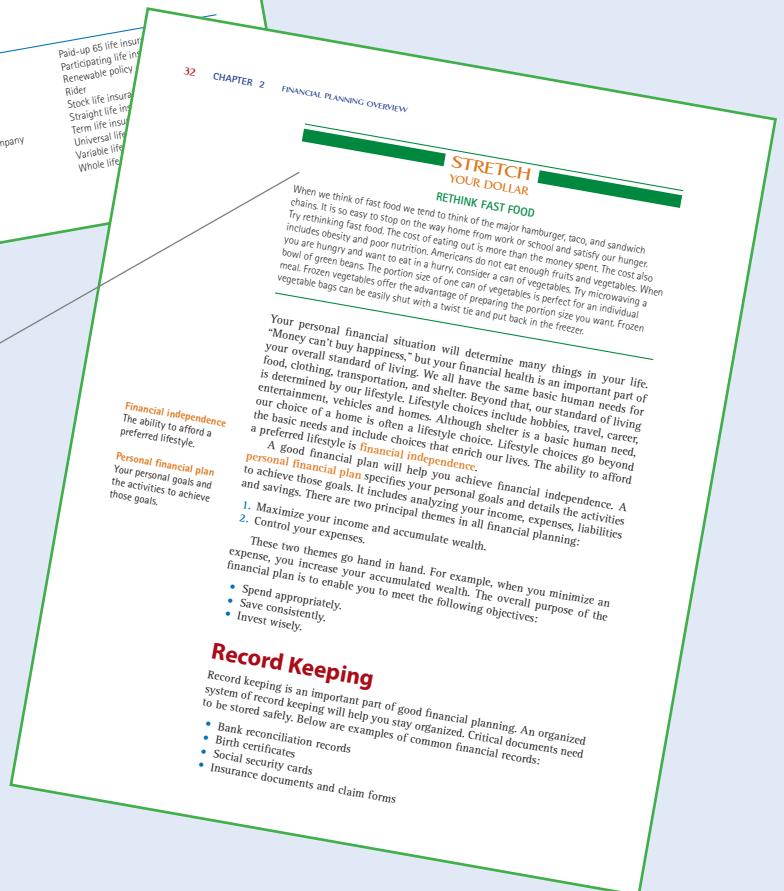 Paid-up 65 life insur
Participating life ins
Renewable policy
Rider
Stock life insura
Straight life ins
Term life insu
Universal life
Variable life
Whole life
mpany
32 CHAPTER 2 FINANCIAL PLANNING OVERVIEW
STRETCH
YOUR DOLLAR
RETHINK FAST FOOD
When we think of fast food we tend to think of the major hamburger, taco, and sandwich
chains. It is so easy to stop on the way home from work or school and satisfy our hunger.
Try rethinking fast food. The cost of eating out is more than the money spent. The cost also
includes obesity and poor nutrition. Americans do not eat enough fruits and vegetables. When
you are hungry and want to eat in a hurry, consider a can of vegetables. Try microwaving a
bowl of green beans. The portion size of one can of vegetables is perfect for an individual
meal. Frozen vegetables offer the advantage of preparing the portion size you want. Frozen
vegetable bags can be easily shut with a twist tie and put back in the freezer.
Your personal financial situation will determine many things in your life.
“Money can’t buy happiness,” but your financial health is an important part of
your overall standard of living. We all have the same basic human needs for
food, clothing, transportation, and shelter. Beyond that, our standard of living
is determined by our lifestyle. Lifestyle choices include hobbies, travel, career,
entertainment, vehicles and homes. Although shelter is a basic human need,
our choice of a home is often a lifestyle choice. Lifestyle choices go beyond
the basic needs and include choices that enrich our lives. The ability to afford
a preferred lifestyle is financial independence.
A good financial plan will help you achieve financial independence. A
personal financial plan specifies your personal goals and details the activities
to achieve those goals. It includes analyzing your income, expenses, liabilities
and savings. There are two principal themes in all financial planning:
Financial independence
The ability to afford a
preferred lifestyle.
Personal financial plan
Your personal goals and
the activities to achieve
those goals.
1. Maximize your income and accumulate wealth.
2. Control your expenses.
These two themes go hand in hand. For example, when you minimize an
expense, you increase your accumulated wealth. The overall purpose of the
financial plan is to enable you to meet the following objectives:
• Spend appropriately.
• Save consistently.
• Invest wisely.
Record Keeping
Record keeping is an important part of good financial planning. An organized
system of record keeping will help you stay organized. Critical documents need
to be stored safely. Below are examples of common financial records:
• Bank reconciliation records
• Birth certificates
• Social security cards
• Insurance documents and claim forms